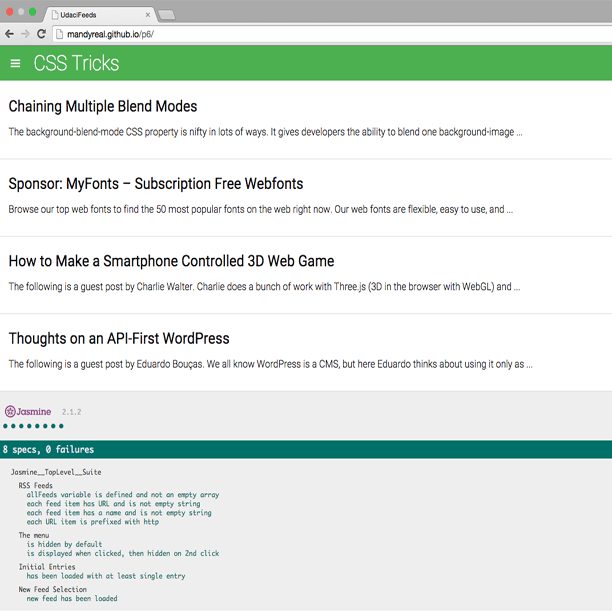 UdaciFeeds
mandyreal.github.io/p6/
CSS Tricks
Chaining Multiple Blend Modes
The background-blend-mode CSS property is nifty in lots of ways. It gives developers the ability to blend one background-image ...
Sponsor: MyFonts – Subscription Free Webfonts
Browse our top web fonts to find the 50 most popular fonts on the web right now. Our web fonts are flexible, easy to use, and ...
How to Make a Smartphone Controlled 3D Web Game
The following is a guest post by Charlie Walter. Charlie does a bunch of work with Three.js (3D in the browser with WebGL) and ...
Thoughts on an API-First WordPress
The following is a guest post by Eduardo Bouças. We all know WordPress is a CMS, but here Eduardo thinks about using it only as ...
Jasmine 2.1.2
8 specs, 0 failures
Jasmine__TopLevel__Suite
RSS Feeds
allFeeds variable is defined and not an empty array
each feed item has URL and is not empty string
each feed item has a name and is not empty string
each URL item is prefixed with http
The menu
is hidden by default
is displayed when clicked, then hidden on 2nd click
Initial Entries
has been loaded with at least single entry
New Feed Selection
new feed has been loaded